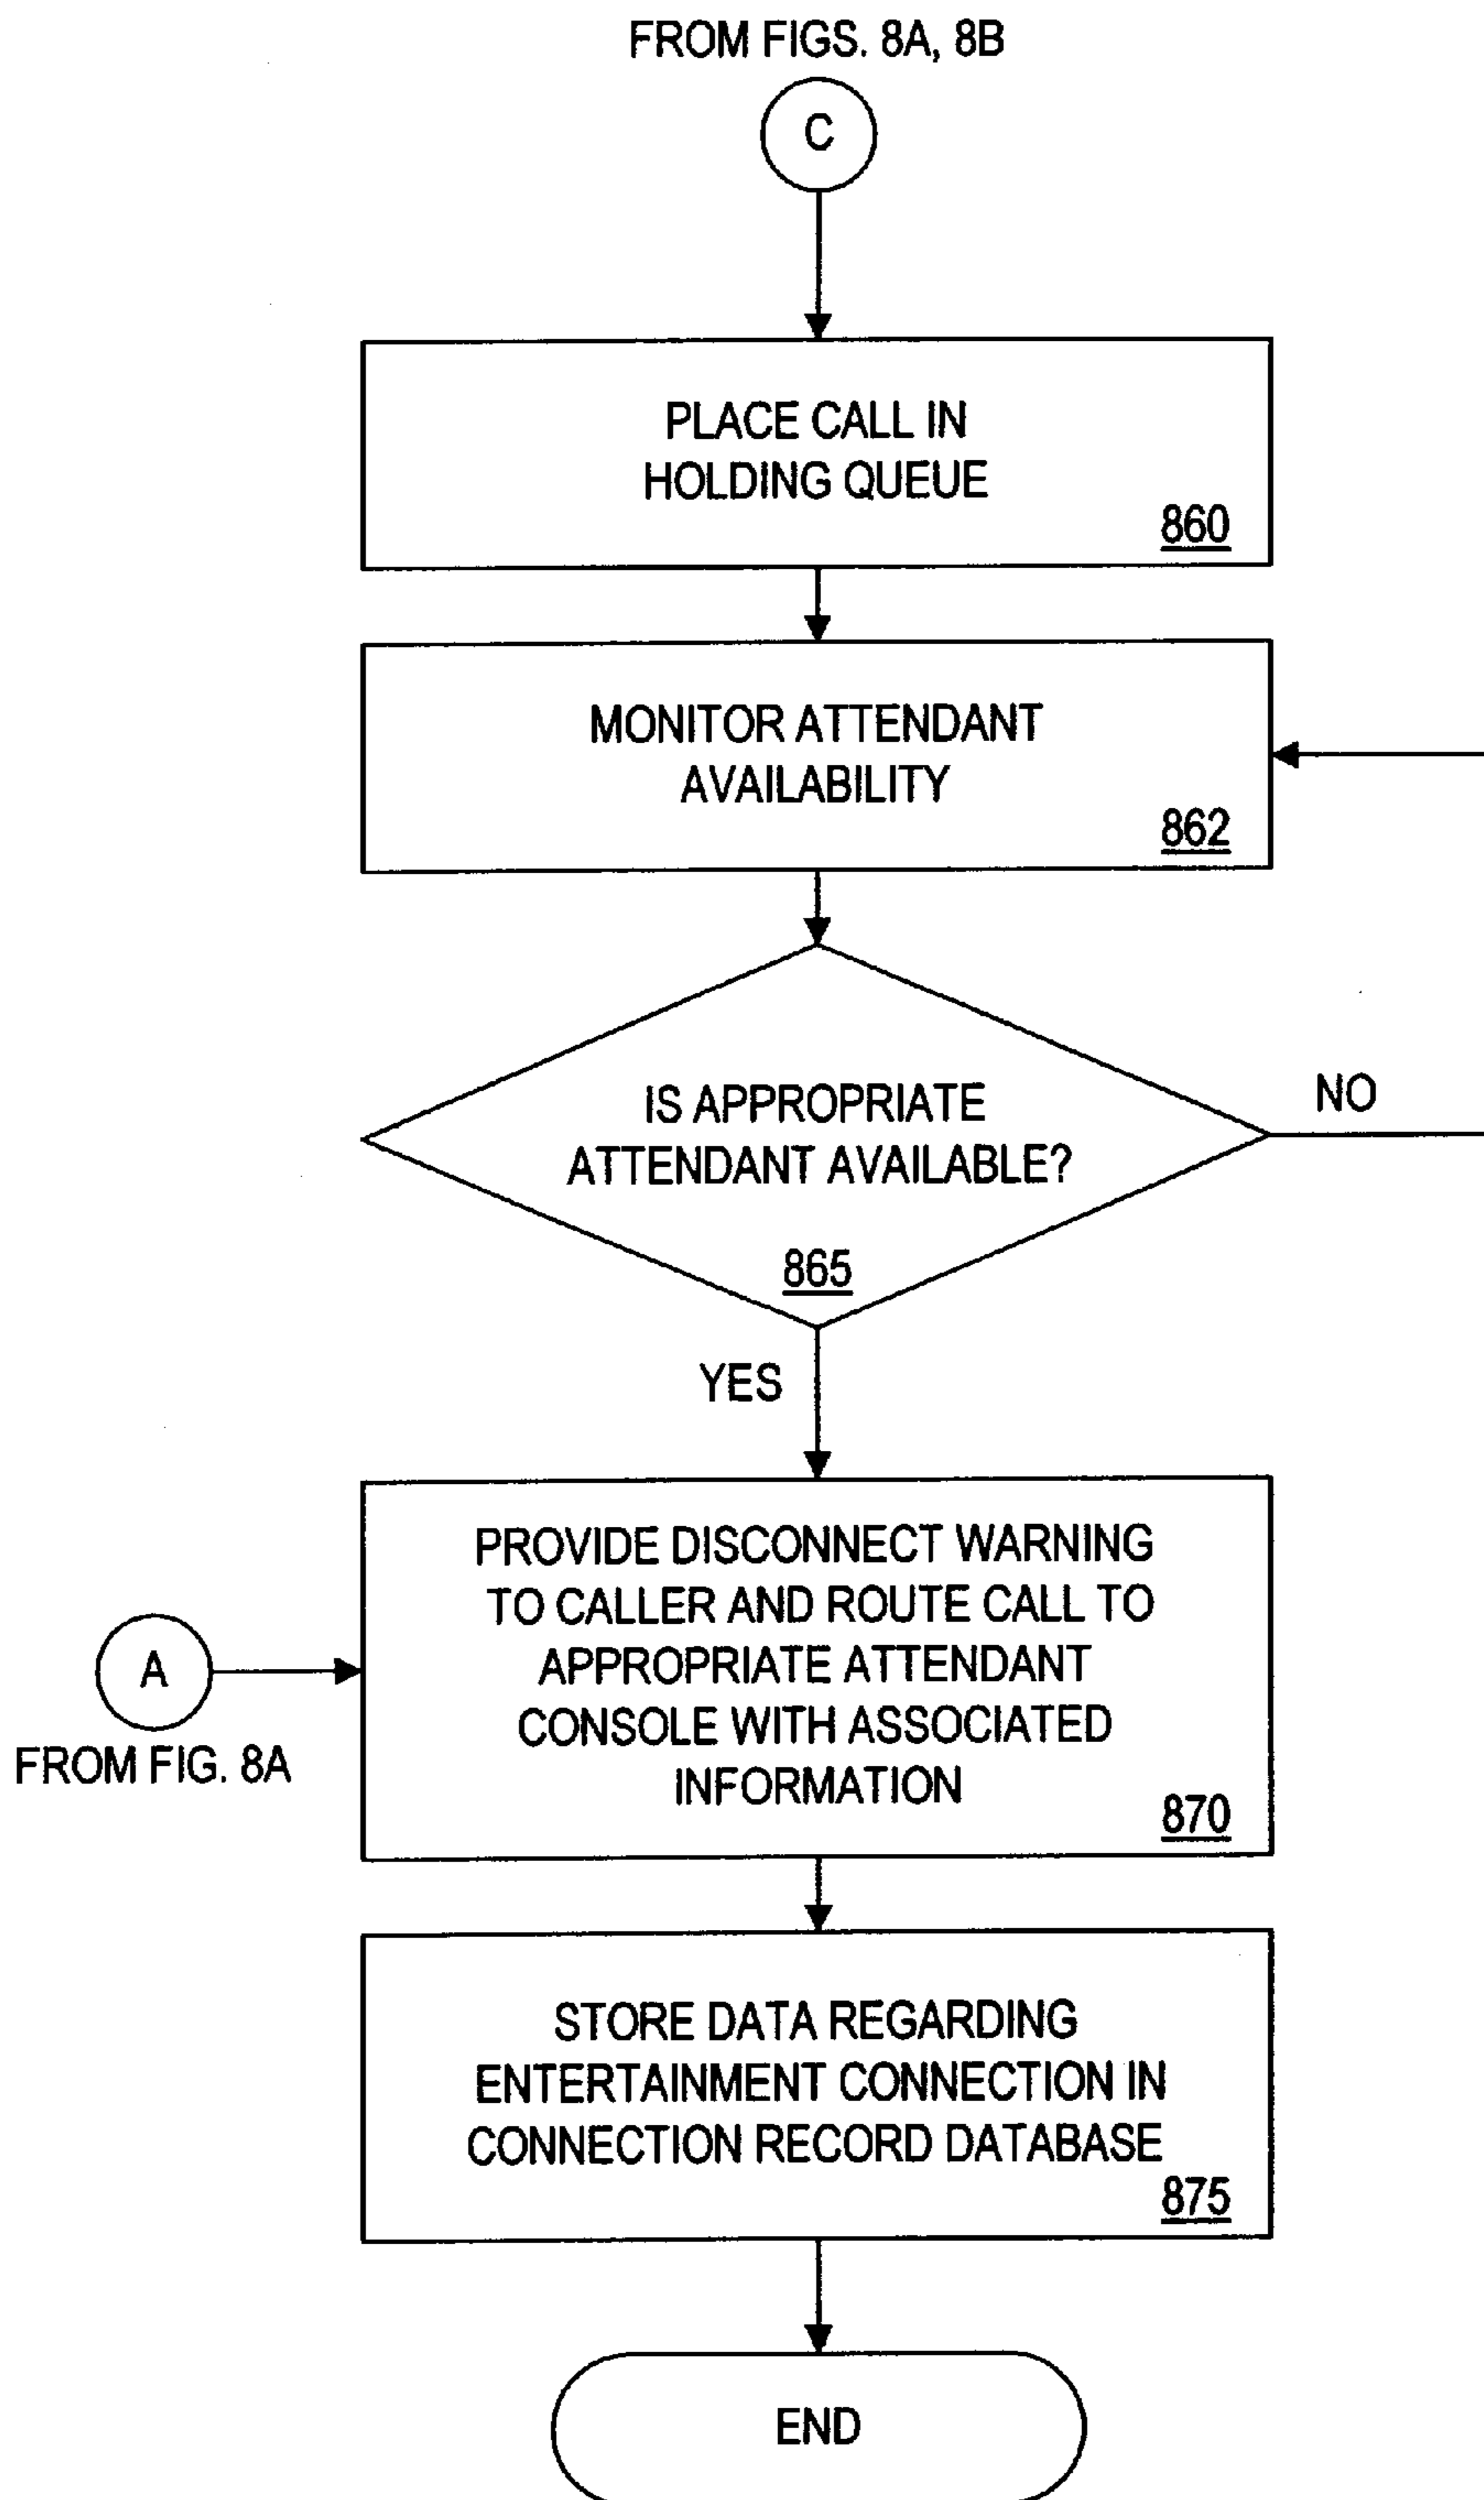 FROM FIGS. 8A, 8B
C
PLACE CALL IN
HOLDING QUEUE
860
MONITOR ATTENDANT
AVAILABILITY
862
IS APPROPRIATE
ATTENDANT AVAILABLE?
865
NO
YES
PROVIDE DISCONNECT WARNING
TO CALLER AND ROUTE CALL TO
APPROPRIATE ATTENDANT
CONSOLE WITH ASSOCIATED
INFORMATION
870
A
FROM FIG. 8A
STORE DATA REGARDING
ENTERTAINMENT CONNECTION IN
CONNECTION RECORD DATABASE
875
END